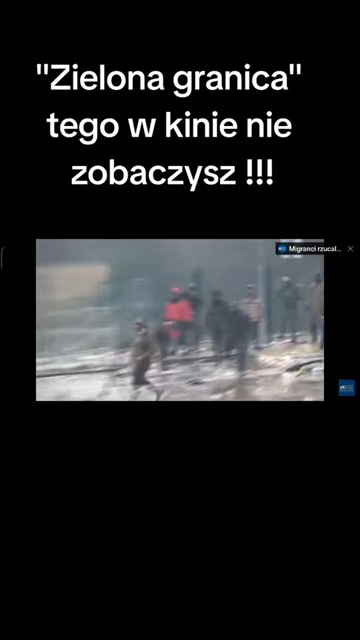 "Zielona granica"
tego w kinie nie
zobaczysz !!!
Migranci rzucal...